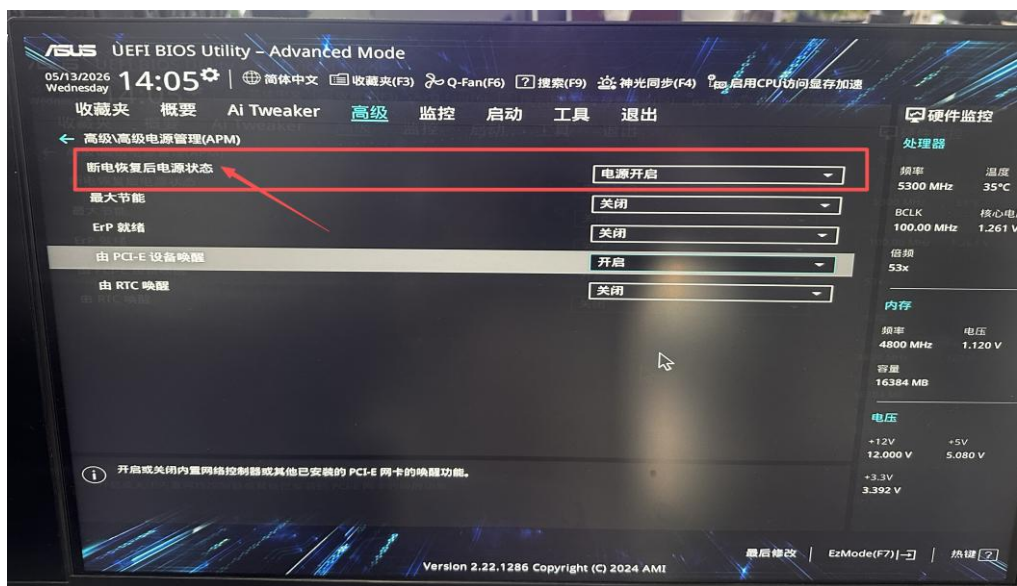 ASUS UEFI BIOS Utility – Advanced Mode
05/13/2026 Wednesday 14:05 简体中文 收藏夹(F3) Q-Fan(F6) ? 搜索(F9) 神光同步(F4) 启用CPU访问显存加速
收藏夹 概要 Ai Tweaker 高级 监控 启动 工具 退出
硬件监控
← 高级\高级电源管理(APM)
断电恢复后电源状态 电源开启
最大节能 关闭
ErP 就绪 关闭
由 PCI-E 设备唤醒 开启
由 RTC 唤醒 关闭
处理器
频率 温度
5300 MHz 35°C
BCLK 核心电
100.00 MHz 1.261 V
倍频
53x
内存
频率 电压
4800 MHz 1.120 V
容量
16384 MB
电压
+12V +5V
12.000 V 5.080 V
+3.3V
3.392 V
i 开启或关闭内置网络控制器或其他已安装的 PCI-E 网卡的唤醒功能。
最后修改 EzMode(F7) 热键 ?
Version 2.22.1286 Copyright (C) 2024 AMI